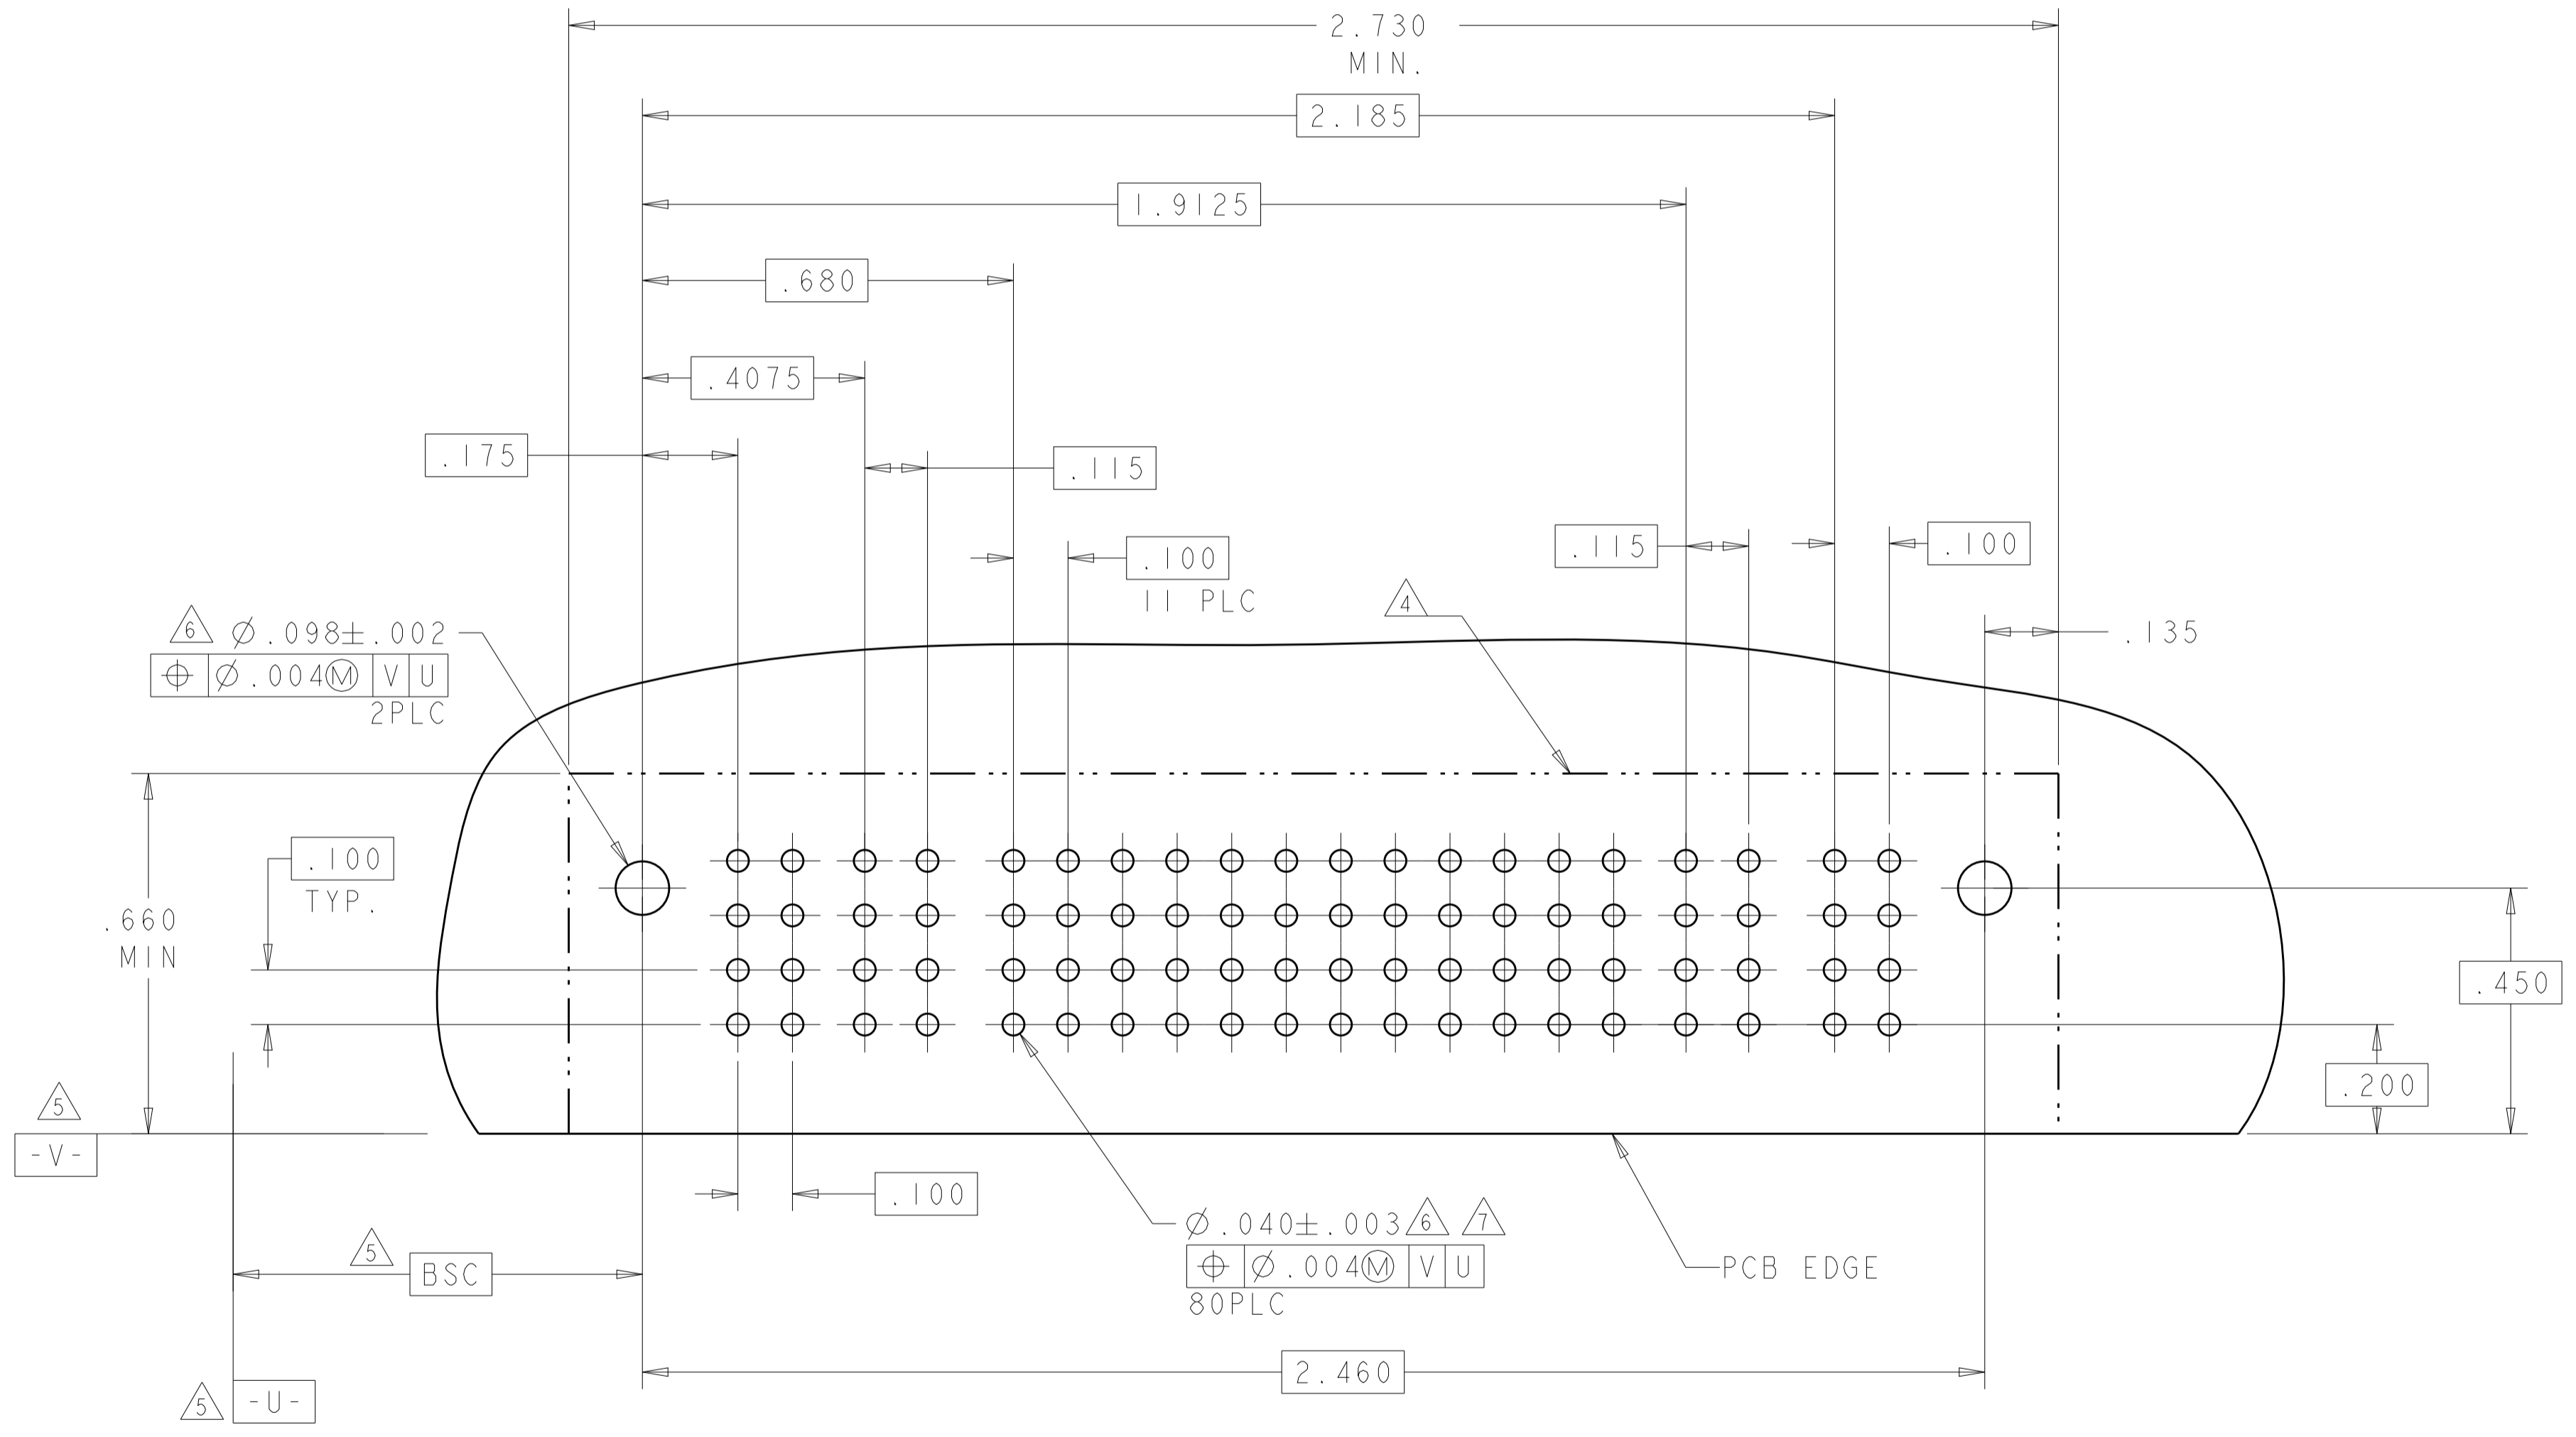 2.730
MIN.
2.185
1.9125
.680
.4075
.175
.115
.115
.100
.100
11 PLC
4
6 Ø.098±.002
⌖ Ø.004Ⓜ V U
2PLC
.135
.100
TYP.
.660
MIN
.450
.200
5
-V-
.100
Ø.040±.003 6 7
⌖ Ø.004Ⓜ V U
80PLC
5 BSC
PCB EDGE
2.460
5 -U-